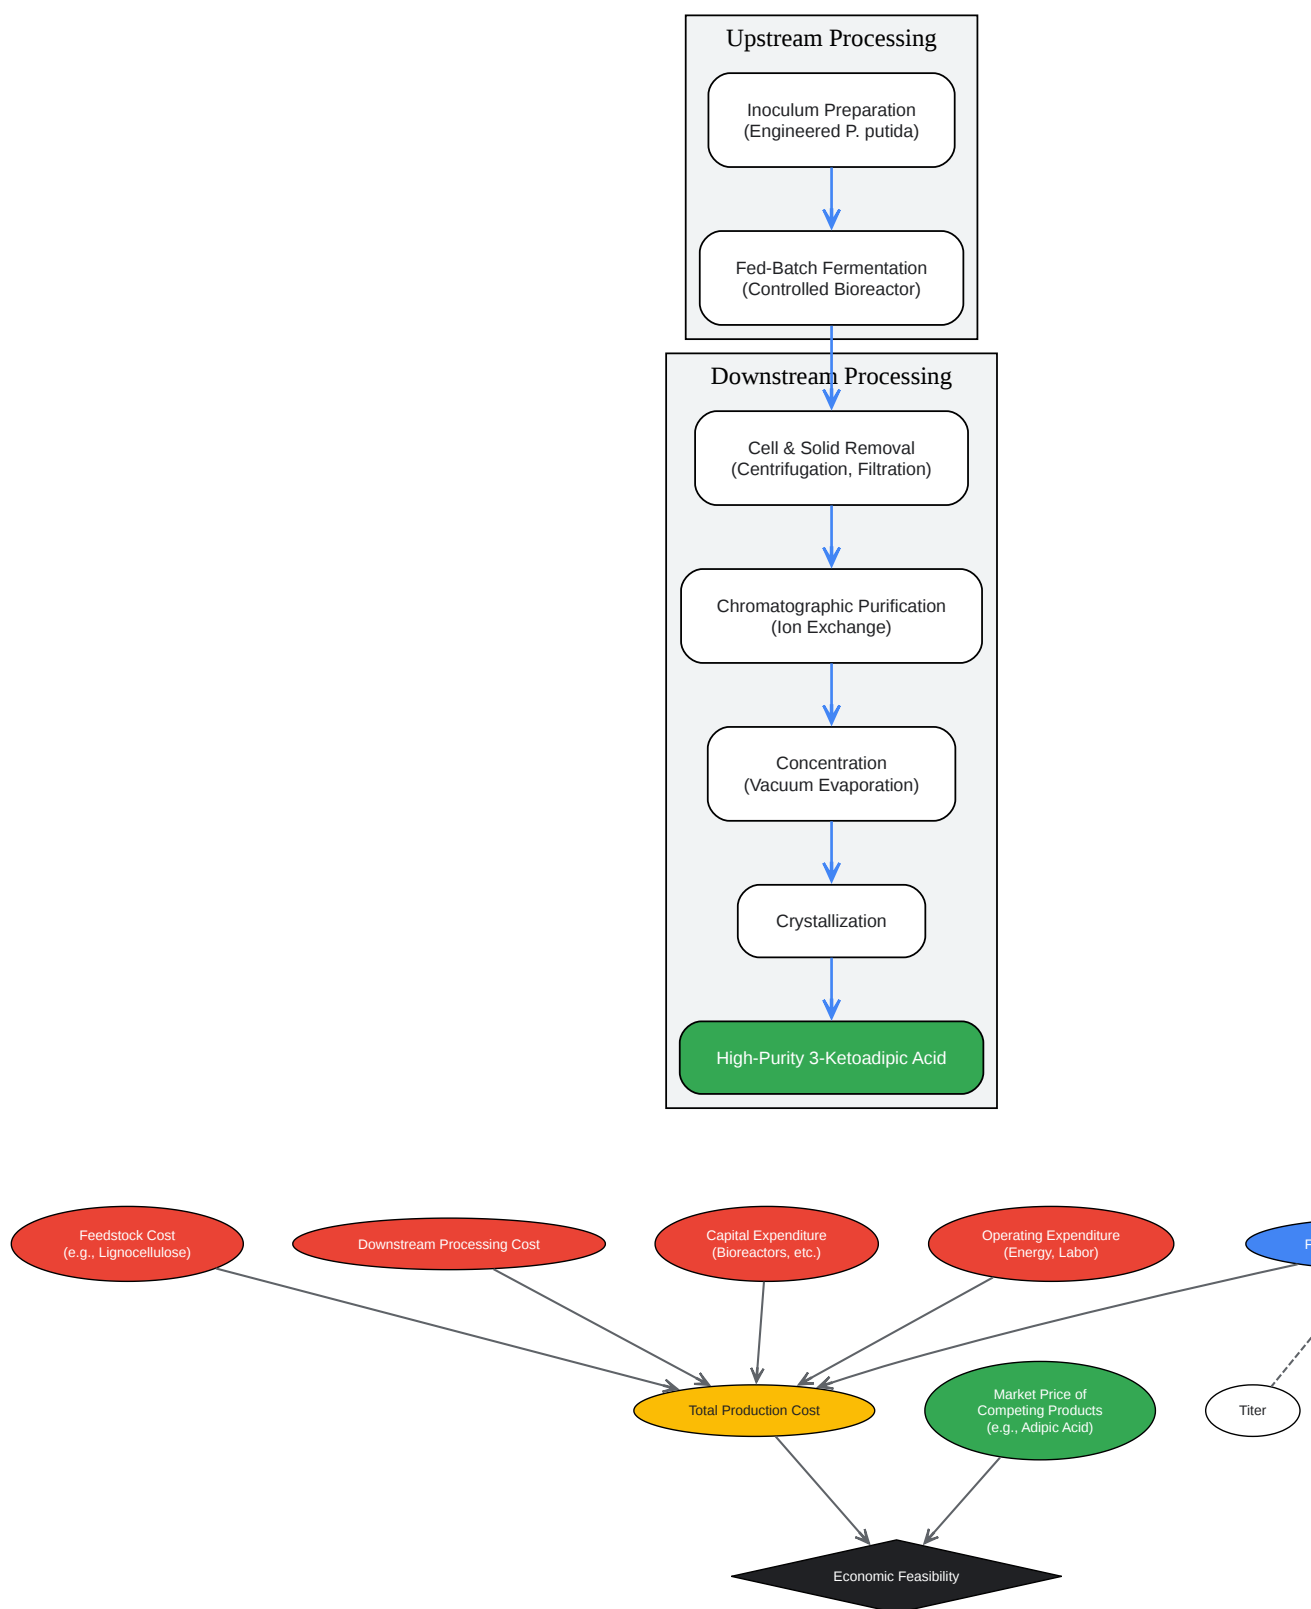 Upstream Processing
Inoculum Preparation
(Engineered P. putida)
Fed-Batch Fermentation
(Controlled Bioreactor)
Downstream Processing
Cell & Solid Removal
(Centrifugation, Filtration)
Chromatographic Purification
(Ion Exchange)
Concentration
(Vacuum Evaporation)
Crystallization
High-Purity 3-Ketoadipic Acid
Feedstock Cost
(e.g., Lignocellulose)
Downstream Processing Cost
Capital Expenditure
(Bioreactors, etc.)
Operating Expenditure
(Energy, Labor)
Total Production Cost
Market Price of
Competing Products
(e.g., Adipic Acid)
Titer
Economic Feasibility